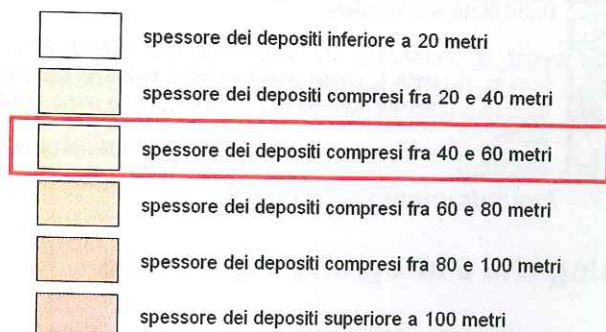 spessore dei depositi inferiore a 20 metri
spessore dei depositi compresi fra 20 e 40 metri
spessore dei depositi compresi fra 40 e 60 metri
spessore dei depositi compresi fra 60 e 80 metri
spessore dei depositi compresi fra 80 e 100 metri
spessore dei depositi superiore a 100 metri